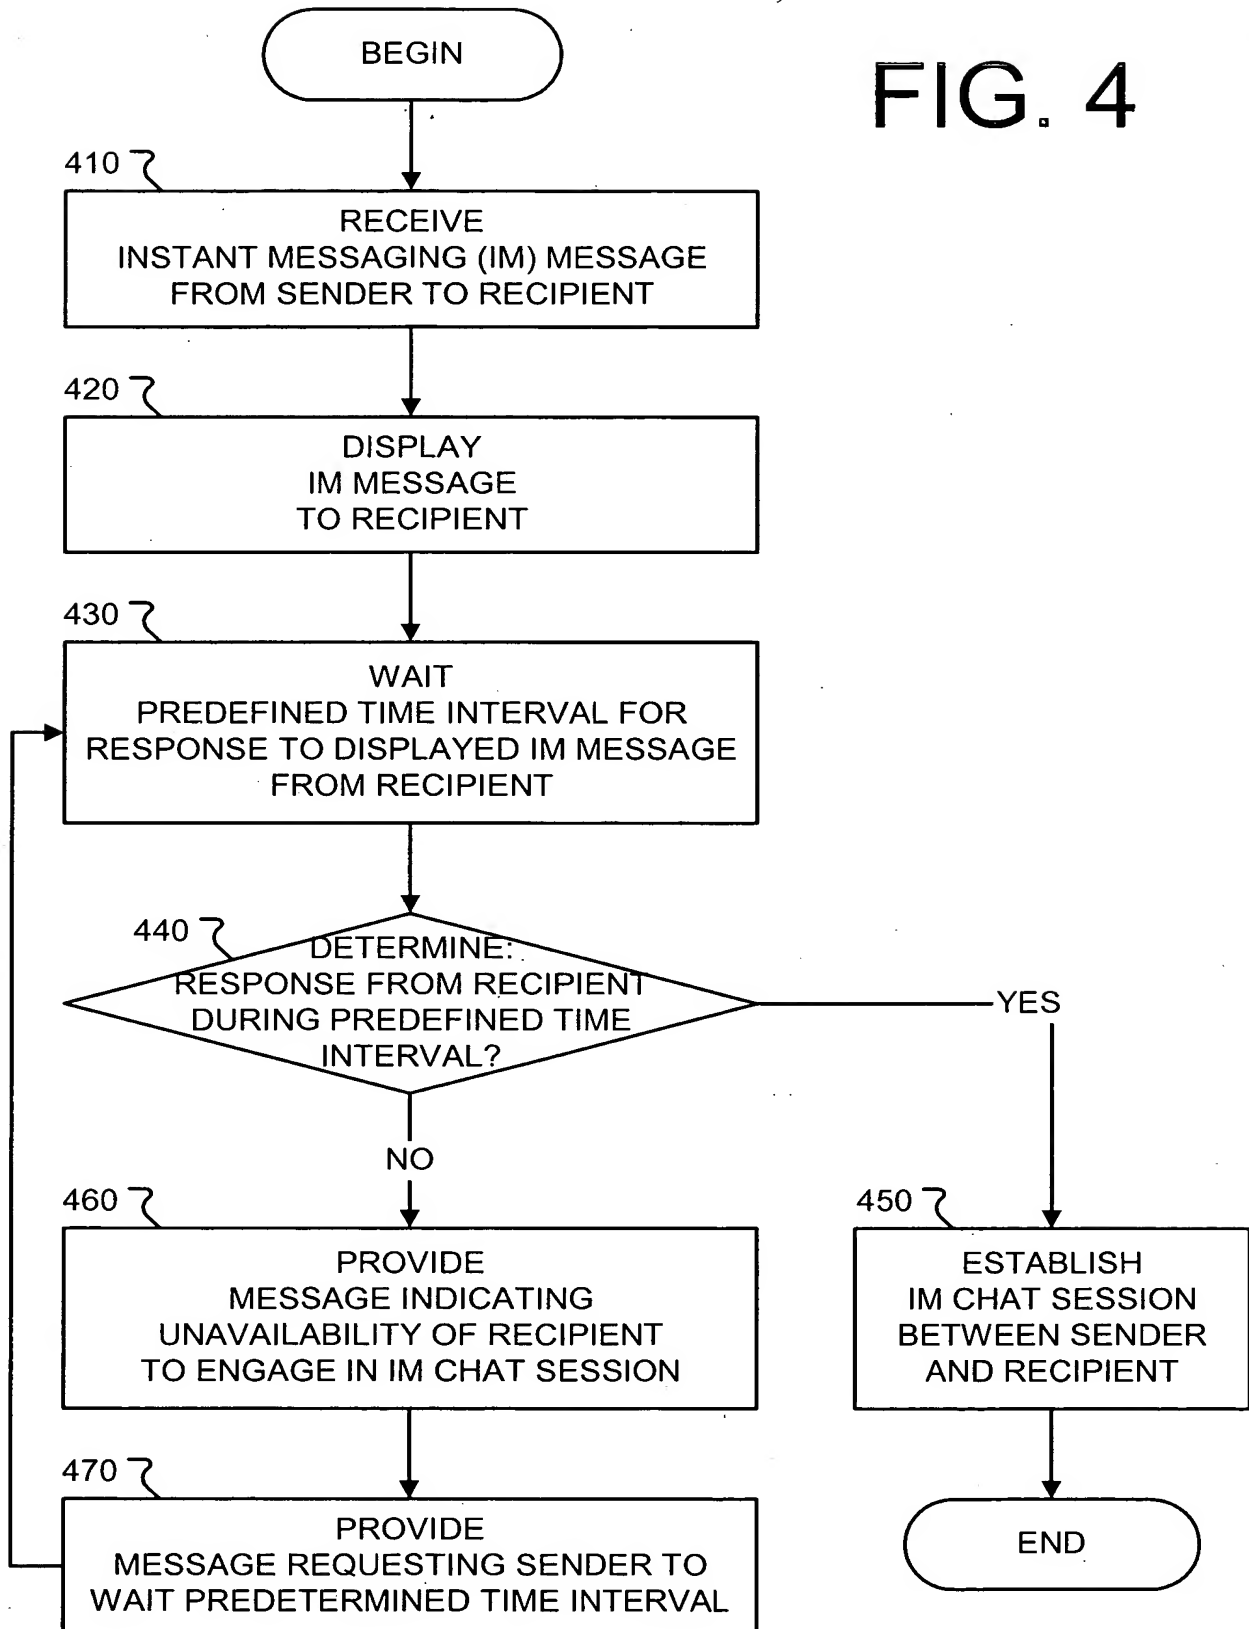 BEGIN
FIG. 4
410
RECEIVE
INSTANT MESSAGING (IM) MESSAGE
FROM SENDER TO RECIPIENT
420
DISPLAY
IM MESSAGE
TO RECIPIENT
430
WAIT
PREDEFINED TIME INTERVAL FOR
RESPONSE TO DISPLAYED IM MESSAGE
FROM RECIPIENT
440
DETERMINE:
RESPONSE FROM RECIPIENT
DURING PREDEFINED TIME
INTERVAL?
YES
NO
460
PROVIDE
MESSAGE INDICATING
UNAVAILABILITY OF RECIPIENT
TO ENGAGE IN IM CHAT SESSION
450
ESTABLISH
IM CHAT SESSION
BETWEEN SENDER
AND RECIPIENT
470
PROVIDE
MESSAGE REQUESTING SENDER TO
WAIT PREDETERMINED TIME INTERVAL
END